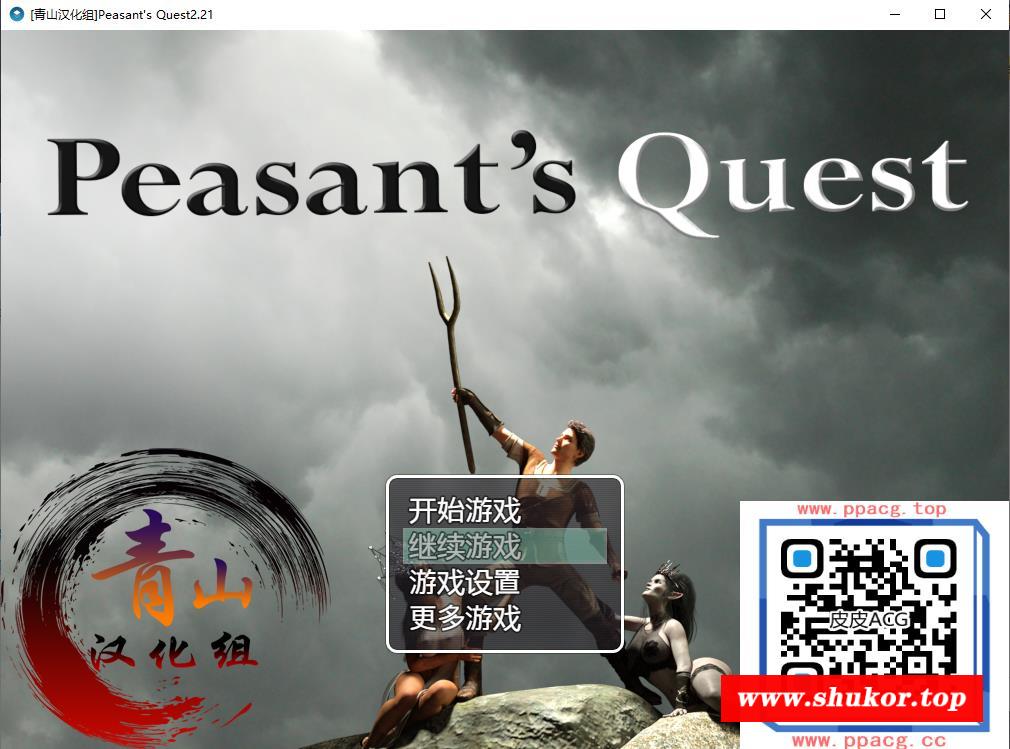 [青山汉化组]Peasant's Quest2.21
Peasant's Quest
开始游戏
继续游戏
游戏设置
更多游戏
青山
汉化组
www.ppacg.top
皮皮ACG
www.shukor.top
www.ppacg.cc